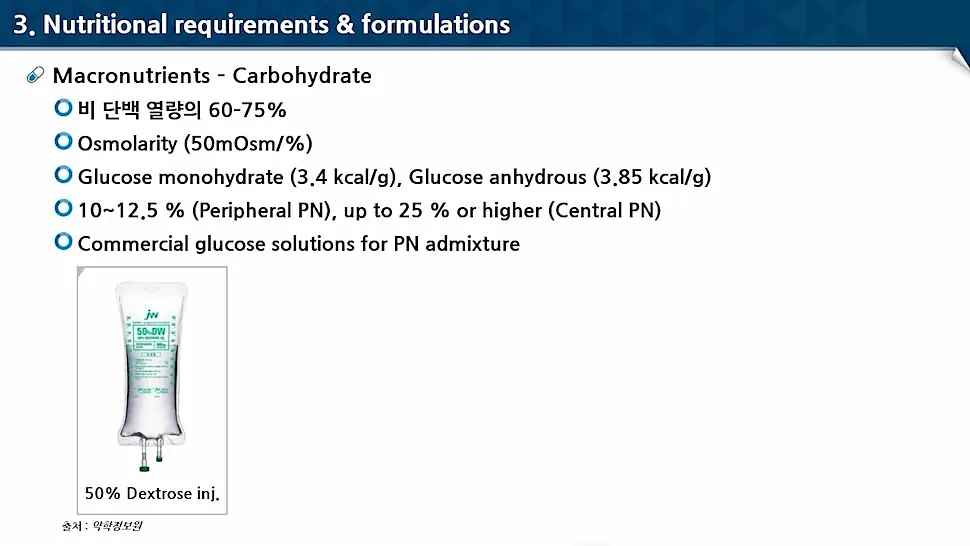 3. Nutritional requirements & formulations
Macronutrients - Carbohydrate
비 단백 열량의 60-75%
Osmolarity (50mOsm/%)
Glucose monohydrate (3.4 kcal/g), Glucose anhydrous (3.85 kcal/g)
10~12.5 % (Peripheral PN), up to 25 % or higher (Central PN)
Commercial glucose solutions for PN admixture
jw
50%DW
50% Dextrose inj.
출처 : 약학정보원